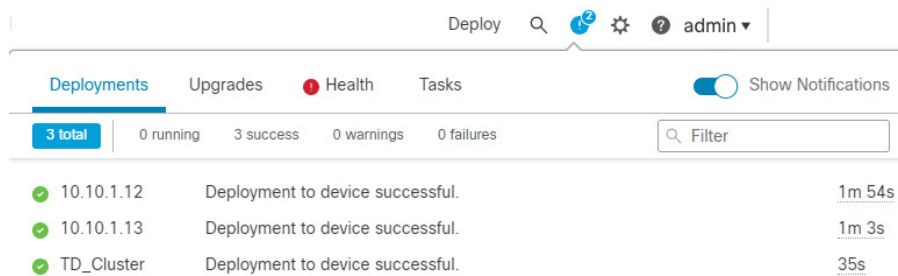 Deploy 2 ? admin
Deployments Upgrades ! Health Tasks Show Notifications
3 total 0 running 3 success 0 warnings 0 failures Filter
10.10.1.12 Deployment to device successful. 1m 54s
10.10.1.13 Deployment to device successful. 1m 3s
TD_Cluster Deployment to device successful. 35s